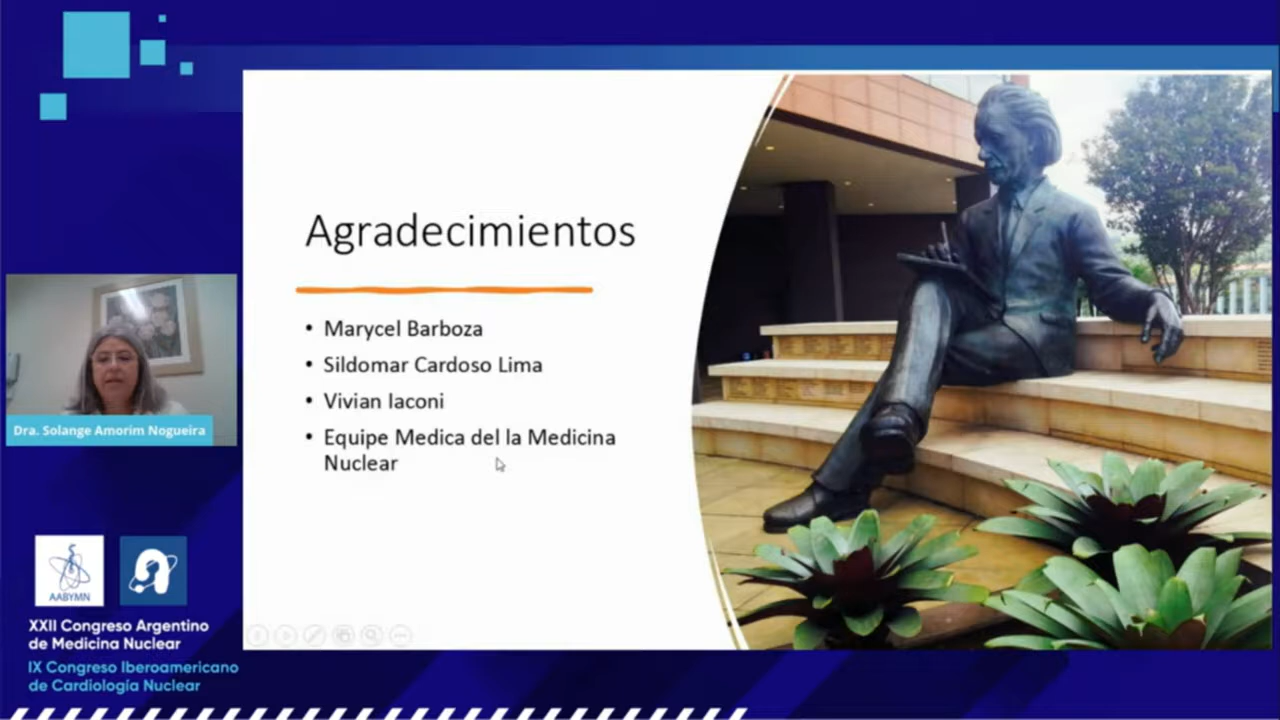 Agradecimientos
• Marycel Barboza
• Sildomar Cardoso Lima
• Vivian Iaconi
• Equipe Medica del la Medicina
Nuclear
Dra. Solange Amorim Nogueira
AABYMN
XXII Congreso Argentino
de Medicina Nuclear
IX Congreso Iberoamericano
de Cardiología Nuclear